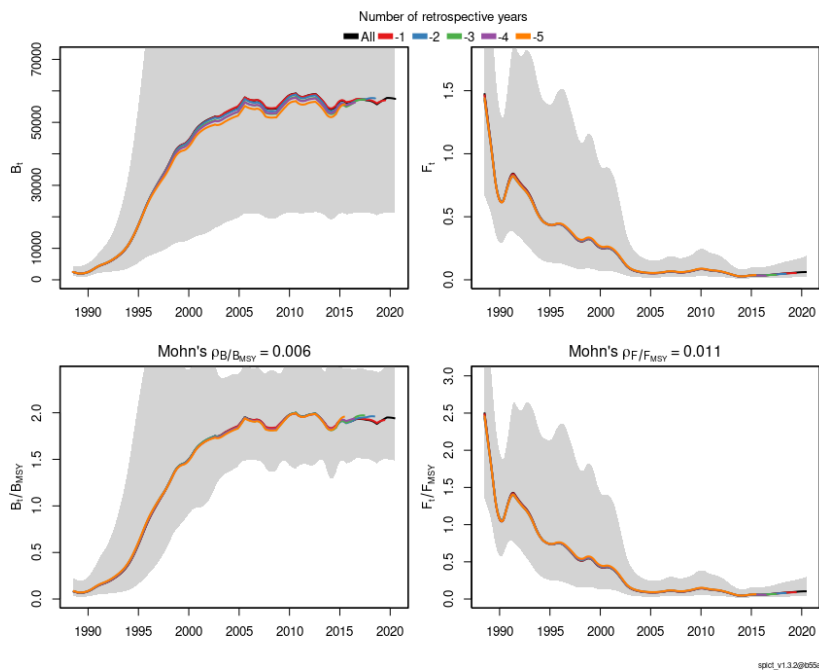 Number of retrospective years
All -1 -2 -3 -4 -5
Bt
0 10000 20000 30000 40000 50000 60000 70000
1990 1995 2000 2005 2010 2015 2020
Ft
0.0 0.5 1.0 1.5
1990 1995 2000 2005 2010 2015 2020
Mohn's ρB/BMSY = 0.006
Bt/BMSY
0.0 0.5 1.0 1.5 2.0
1990 1995 2000 2005 2010 2015 2020
Mohn's ρF/FMSY = 0.011
Ft/FMSY
0.0 0.5 1.0 1.5 2.0 2.5 3.0
1990 1995 2000 2005 2010 2015 2020